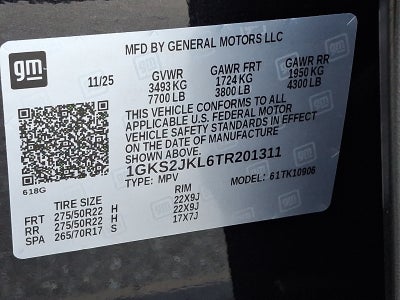 MFD BY GENERAL MOTORS LLC
gm
11/25 GVWR GAWR FRT GAWR RR
3493 KG 1724 KG 1950 KG
7700 LB 3800 LB 4300 LB
THIS VEHICLE CONFORMS TO ALL
APPLICABLE U.S. FEDERAL MOTOR
VEHICLE SAFETY STANDARDS IN EFFECT
ON THE DATE OF MANUFACTURE
SHOWN ABOVE.
1GKS2JKL6TR201311
618G
TYPE: MPV MODEL: 61TK10906
TIRE SIZE RIM
FRT 275/50R22 H 22X9J
RR 275/50R22 H 22X9J
SPA 265/70R17 S 17X7J